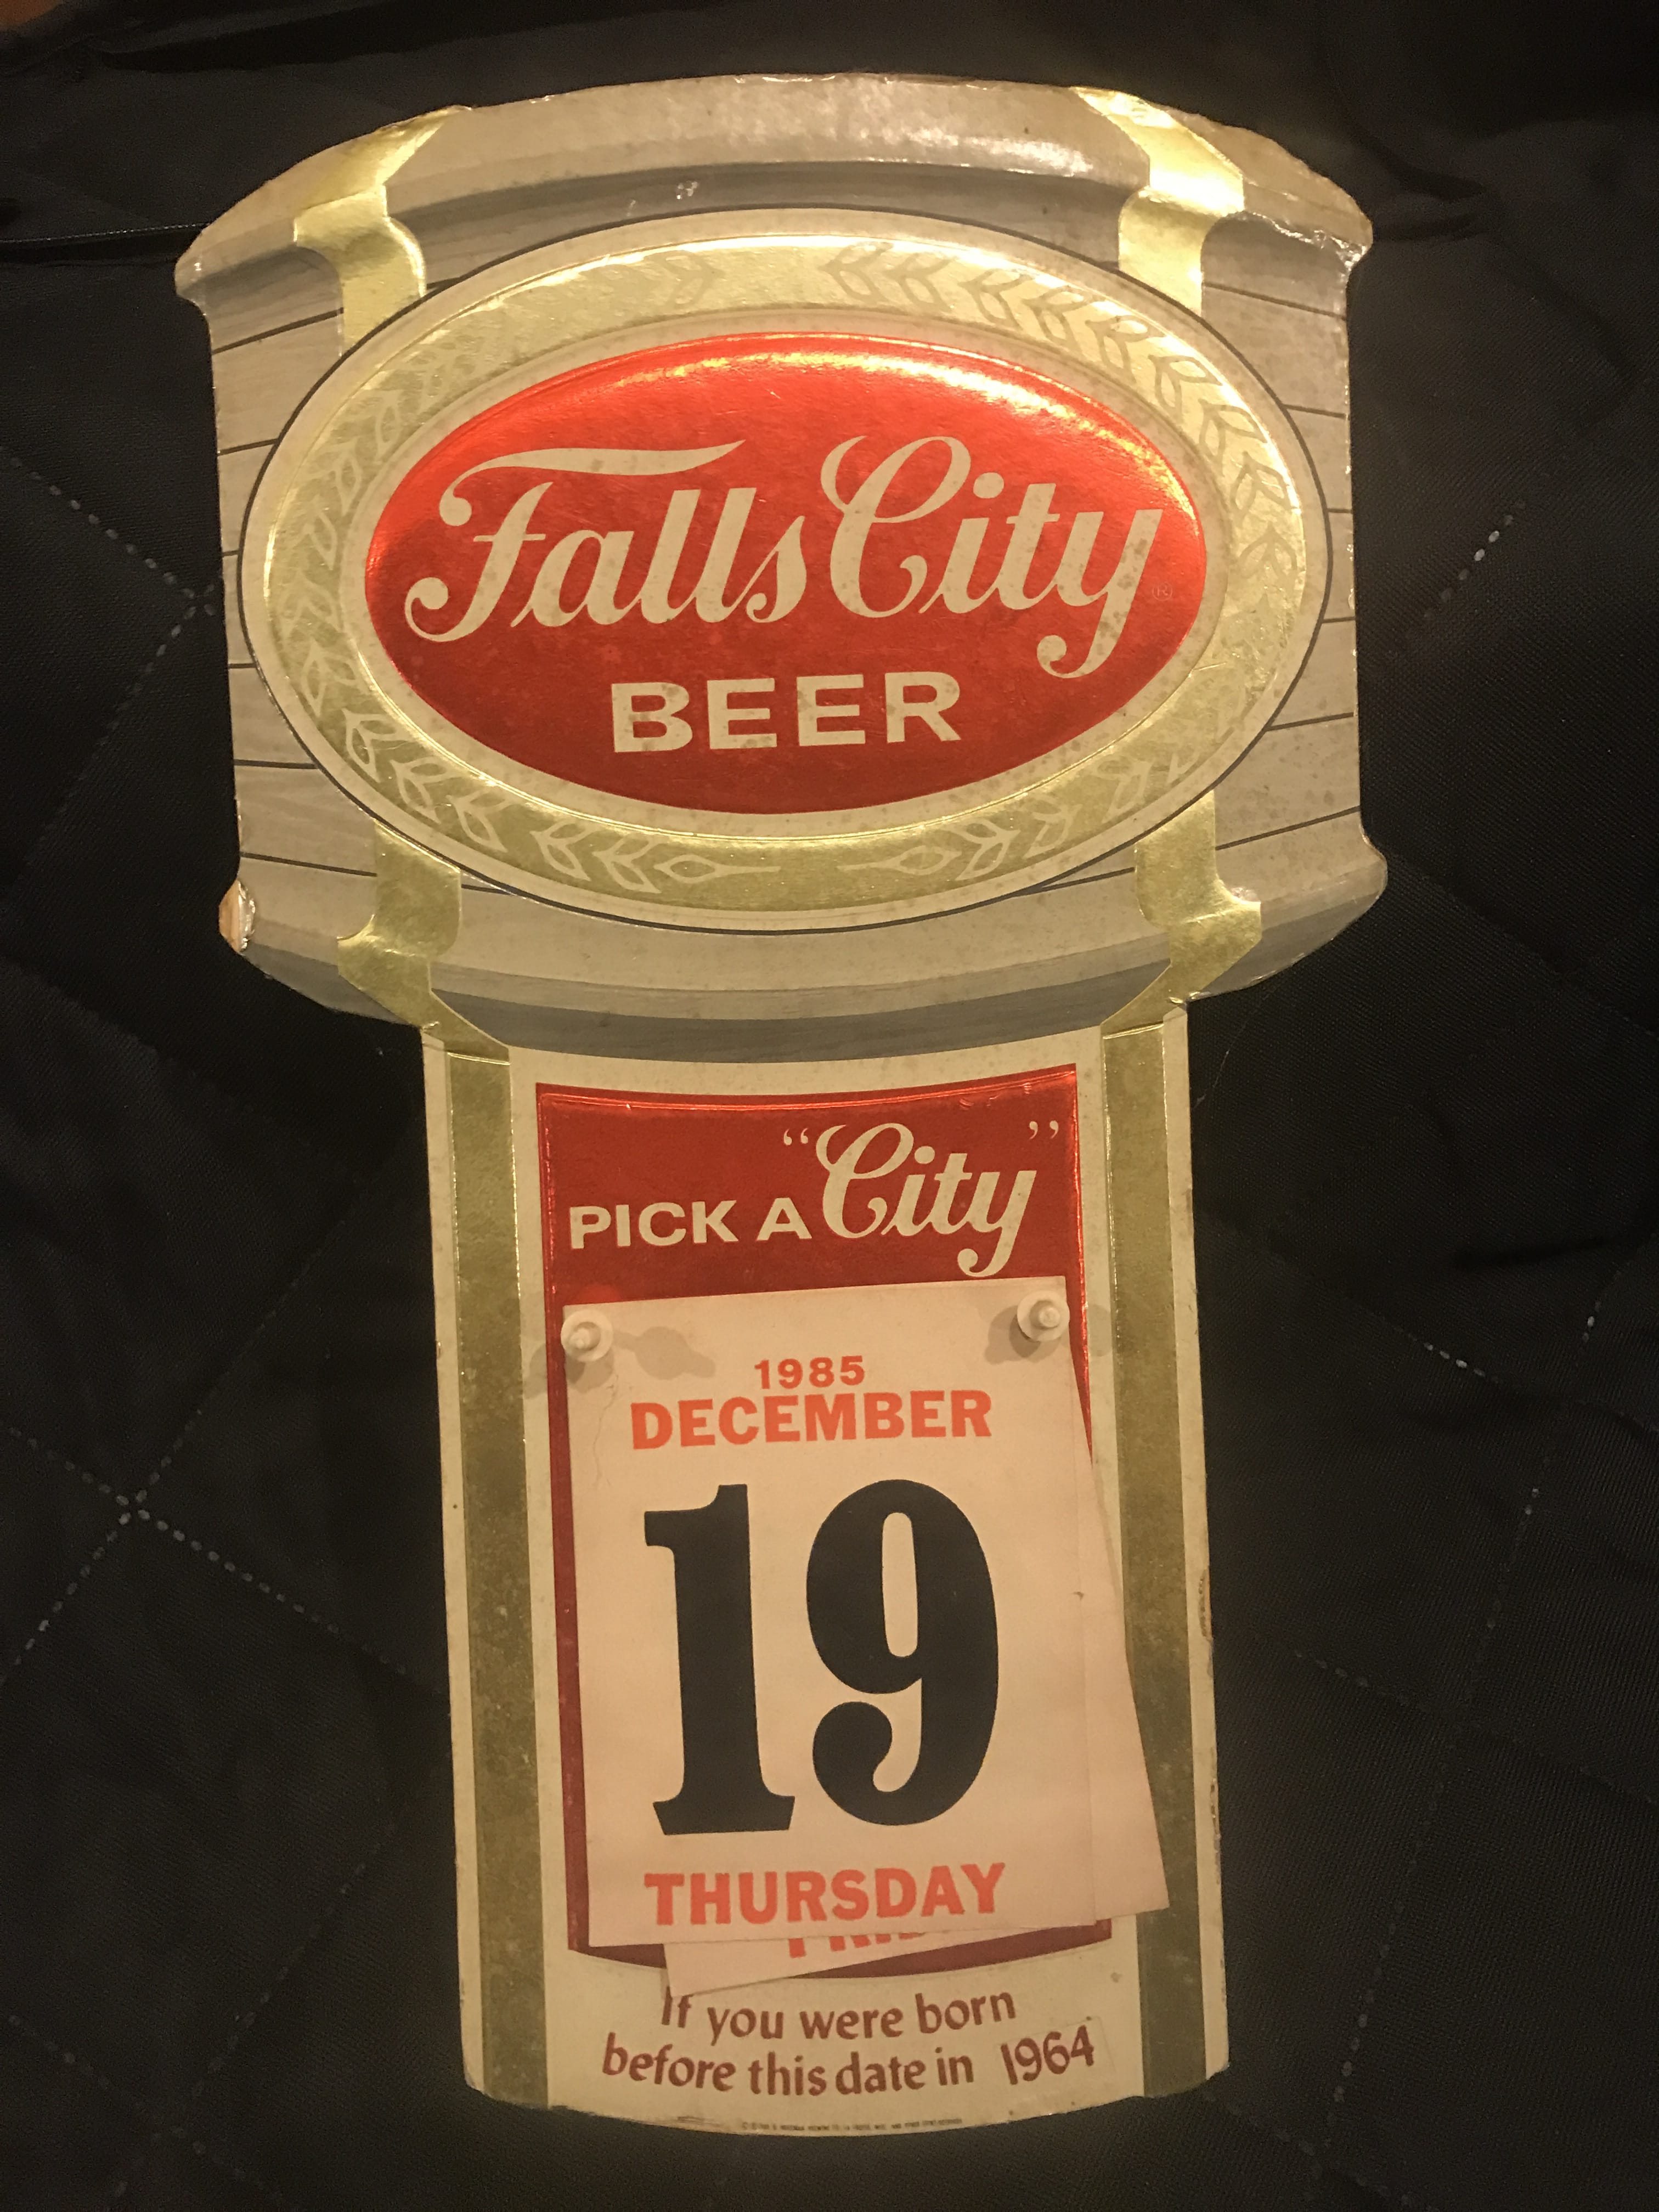 Falls City ®
BEER
PICK A "City"
1985
DECEMBER
19
THURSDAY
If you were born
before this date in 1964